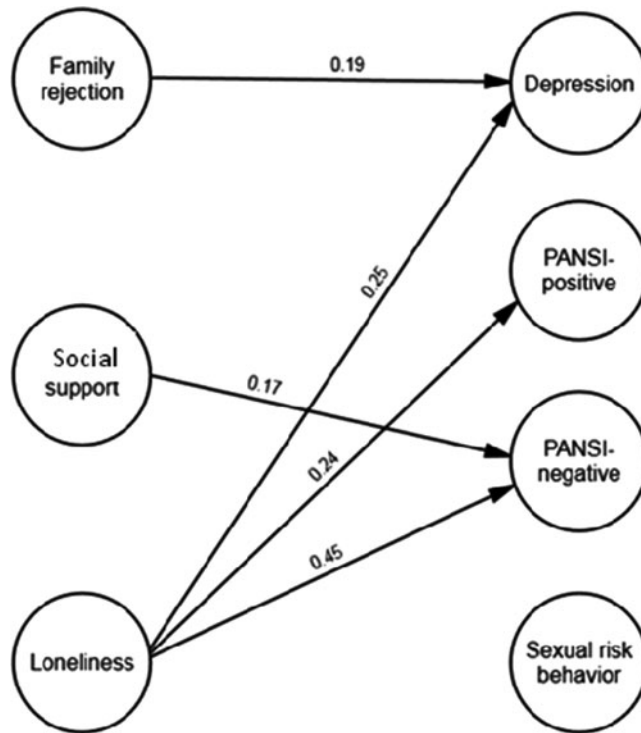 Family
rejection
0.19
Depression
0.25
PANSI-
positive
Social
support
0.17
0.24
PANSI-
negative
0.45
Loneliness
Sexual risk
behavior